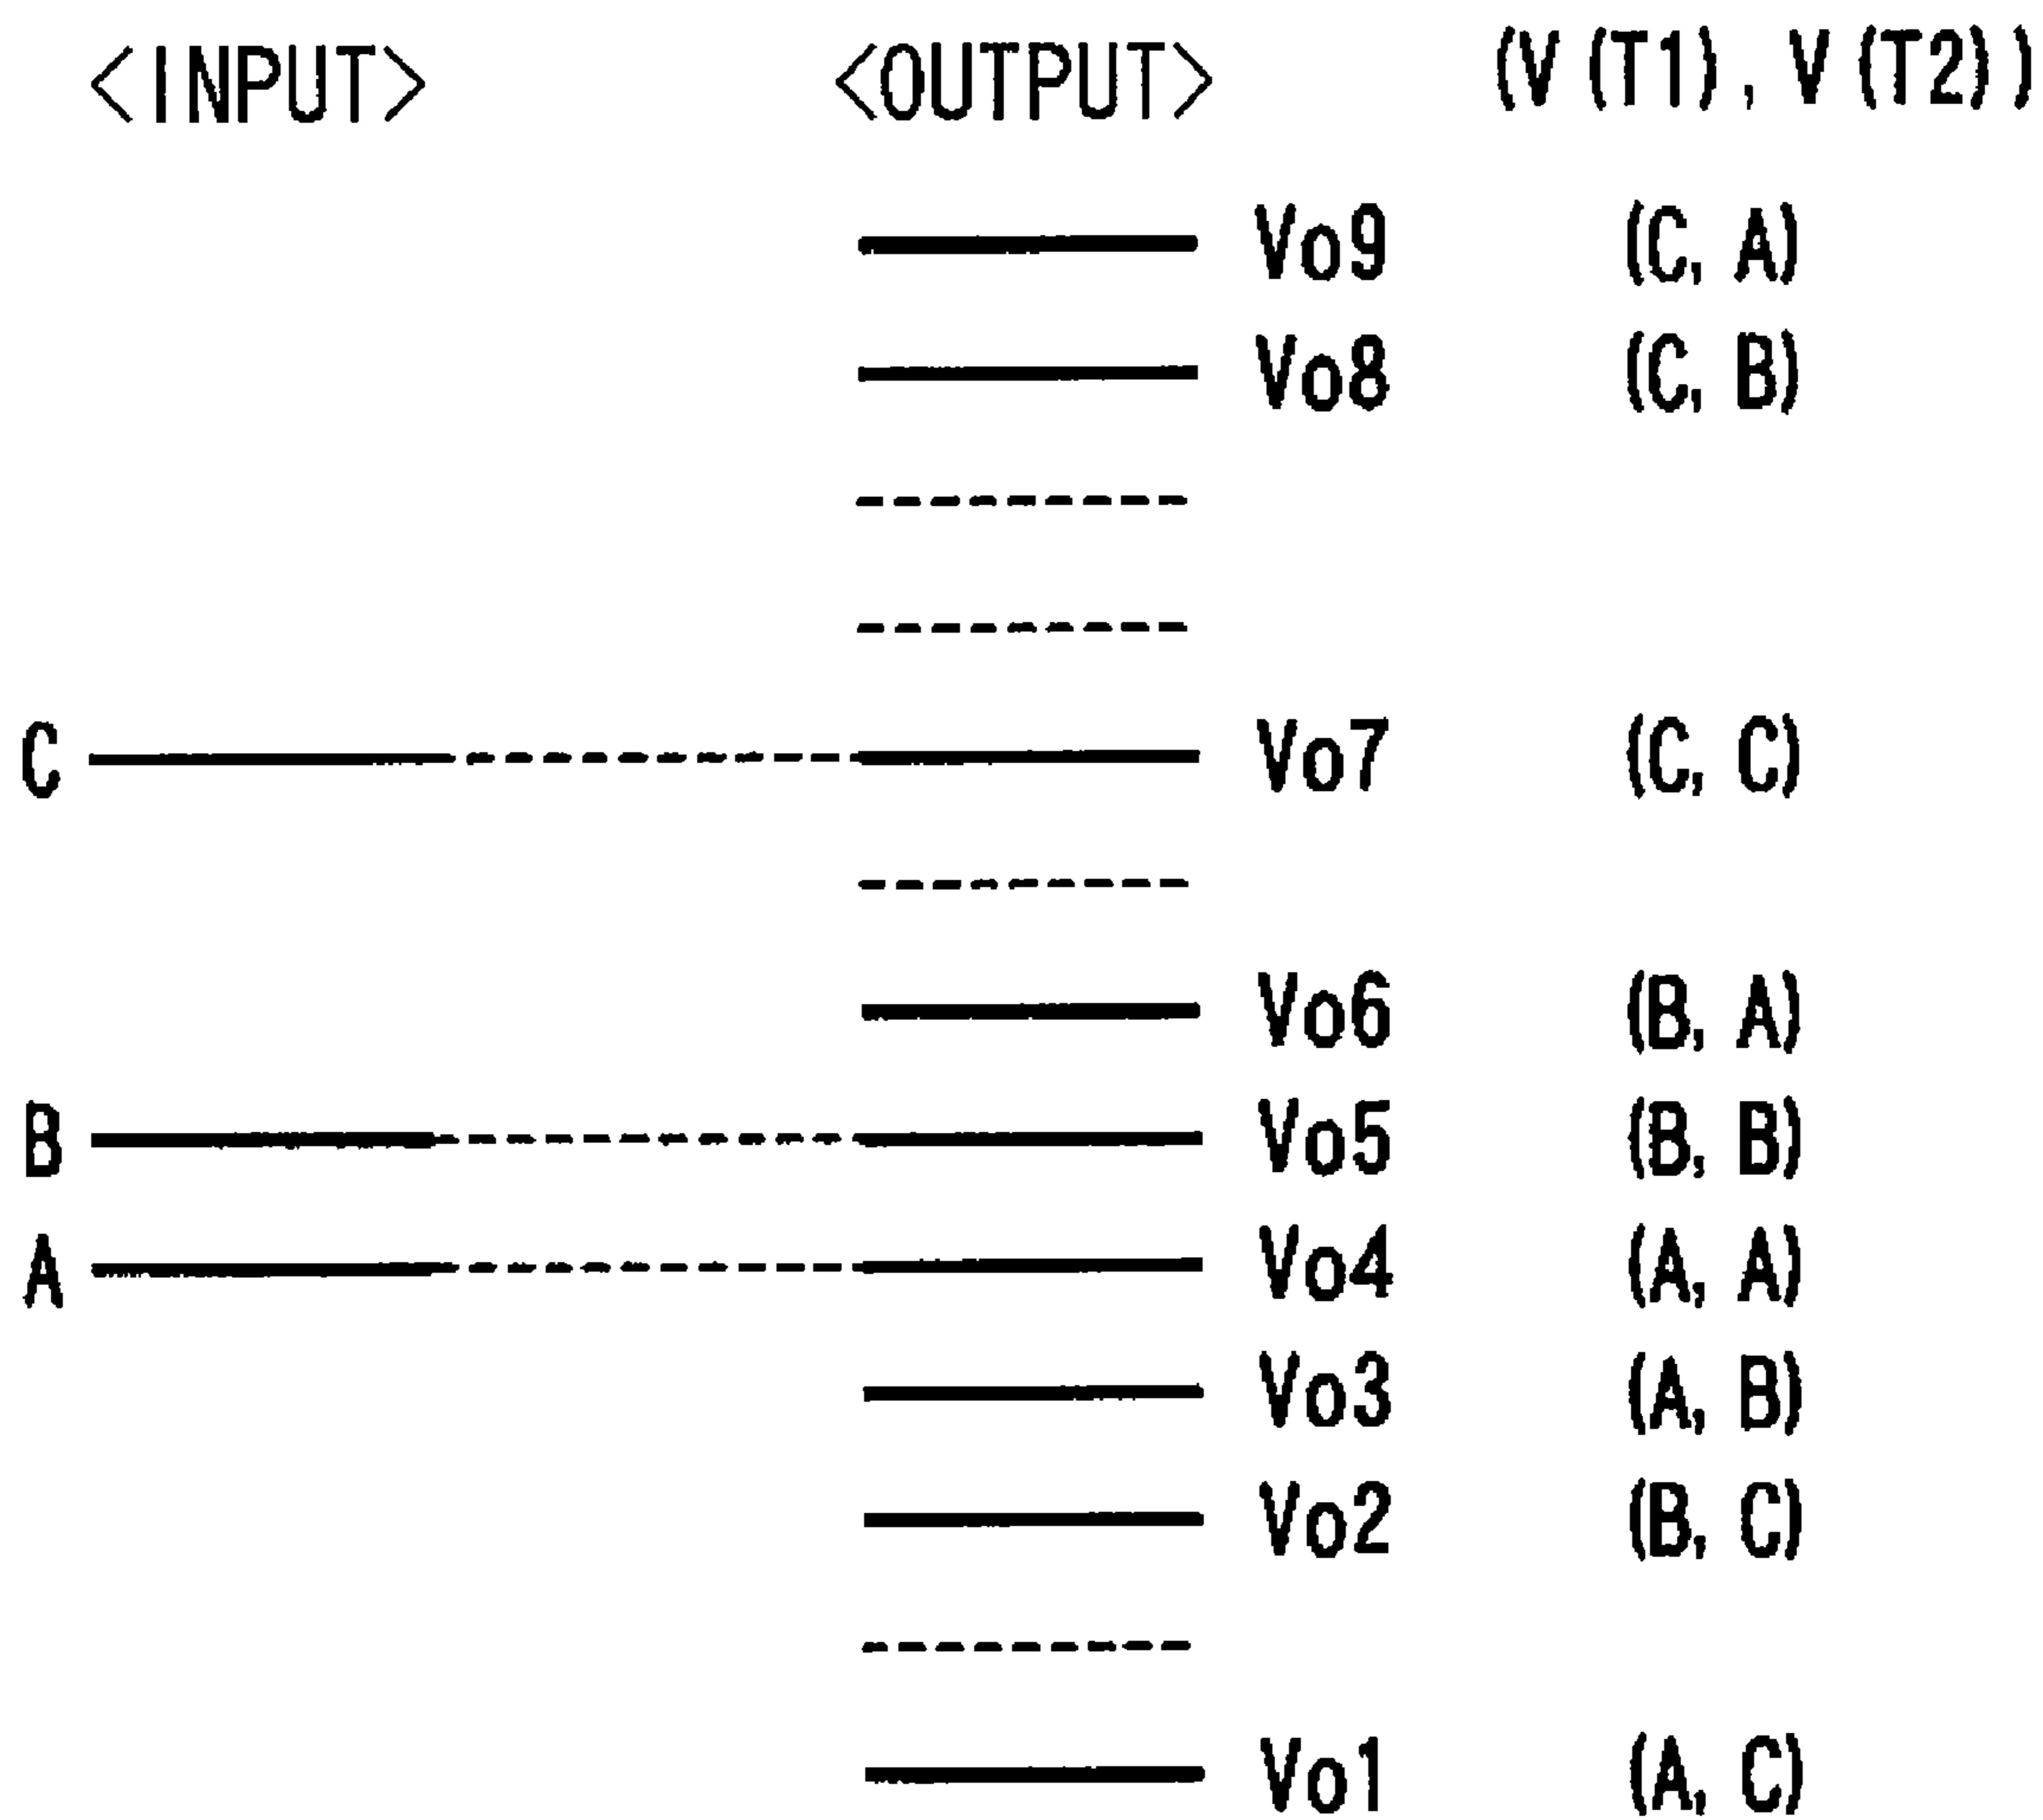 <INPUT> <OUTPUT> (V (T1), V (T2))
Vo9 (C, A)
Vo8 (C, B)
C Vo7 (C, C)
Vo6 (B, A)
B Vo5 (B, B)
A Vo4 (A, A)
Vo3 (A, B)
Vo2 (B, C)
Vo1 (A, C)